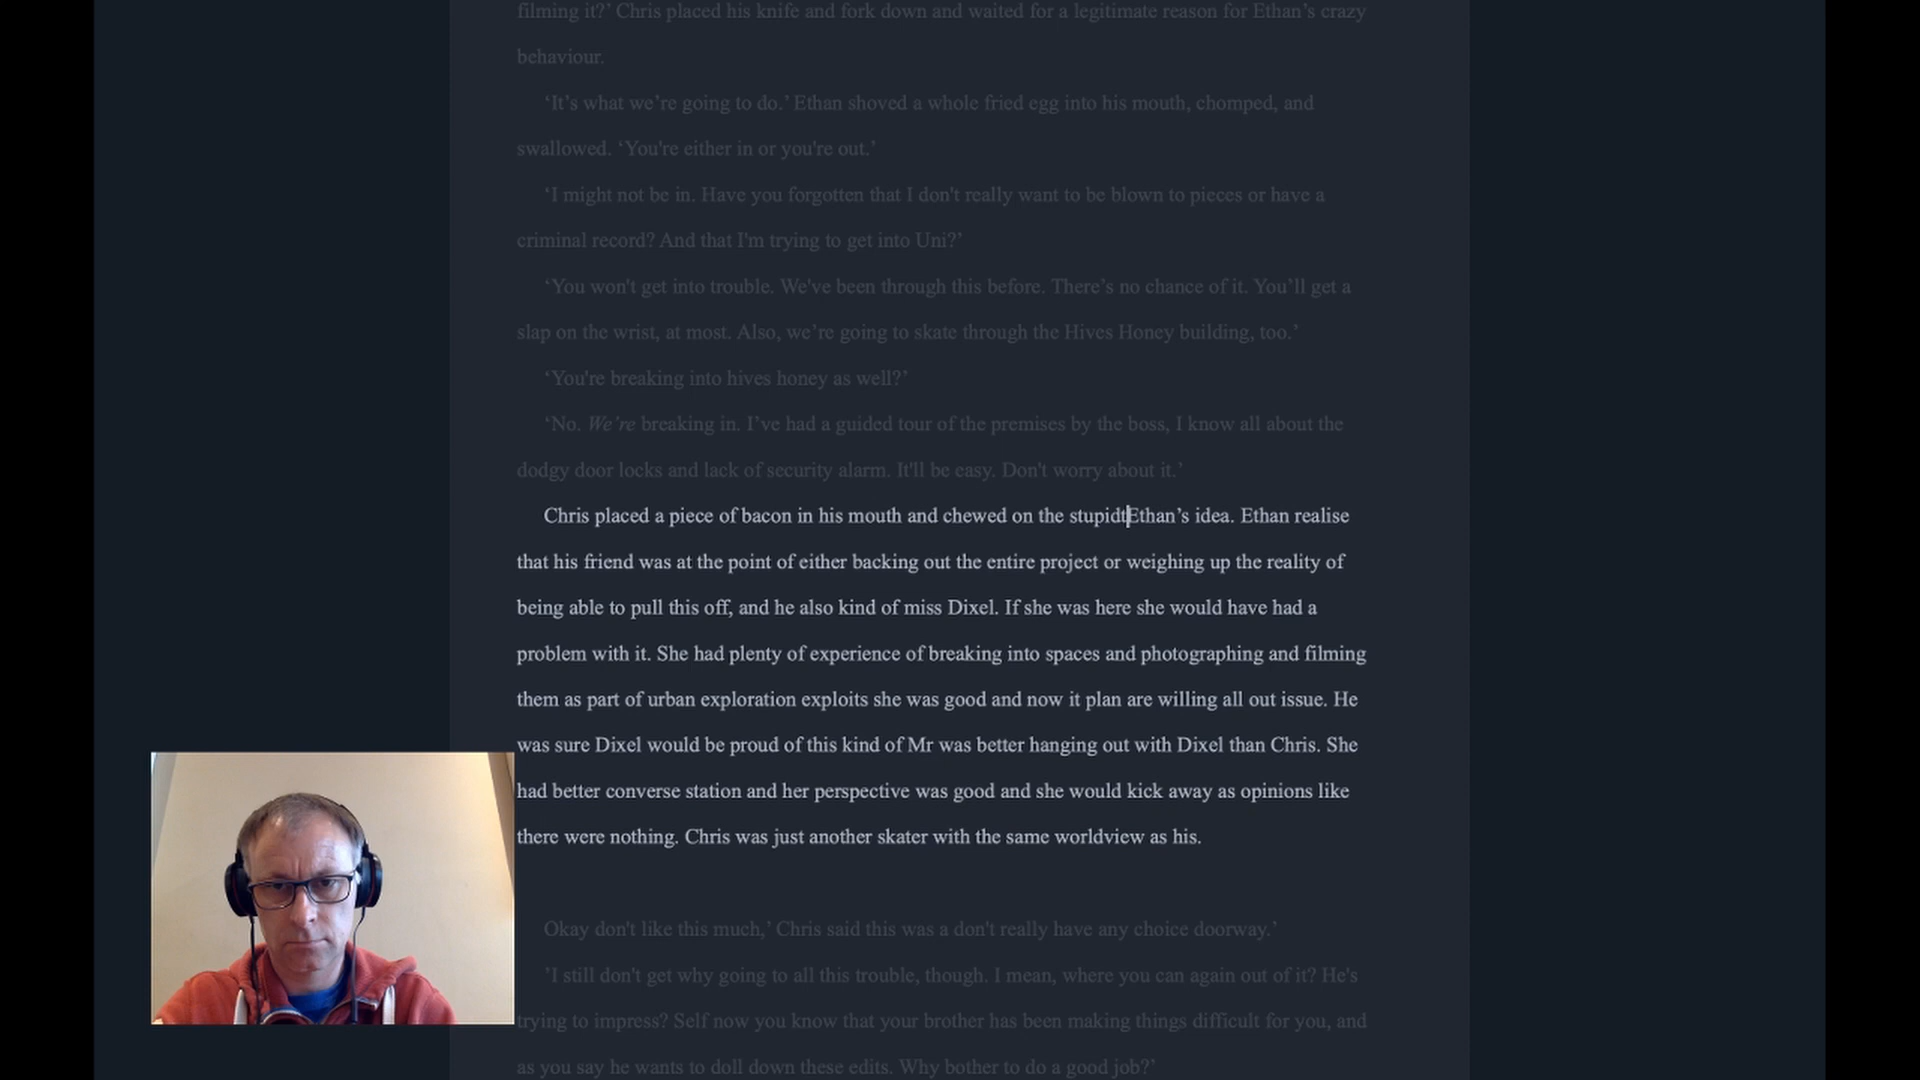 filming it?’ Chris placed his knife and fork down and waited for a legitimate reason for Ethan’s crazy
behaviour.
‘It’s what we’re going to do.’ Ethan shoved a whole fried egg into his mouth, chomped, and
swallowed. ‘You're either in or you're out.’
‘I might not be in. Have you forgotten that I don't really want to be blown to pieces or have a
criminal record? And that I'm trying to get into Uni?’
‘You won't get into trouble. We've been through this before. There’s no chance of it. You’ll get a
slap on the wrist, at most. Also, we’re going to skate through the Hives Honey building, too.’
‘You're breaking into hives honey as well?’
‘No. We’re breaking in. I’ve had a guided tour of the premises by the boss, I know all about the
dodgy door locks and lack of security alarm. It'll be easy. Don't worry about it.’
Chris placed a piece of bacon in his mouth and chewed on the stupidtEthan’s idea. Ethan realise
that his friend was at the point of either backing out the entire project or weighing up the reality of
being able to pull this off, and he also kind of miss Dixel. If she was here she would have had a
problem with it. She had plenty of experience of breaking into spaces and photographing and filming
them as part of urban exploration exploits she was good and now it plan are willing all out issue. He
was sure Dixel would be proud of this kind of Mr was better hanging out with Dixel than Chris. She
had better converse station and her perspective was good and she would kick away as opinions like
there were nothing. Chris was just another skater with the same worldview as his.
Okay don't like this much,’ Chris said this was a don't really have any choice doorway.’
’I still don't get why going to all this trouble, though. I mean, where you can again out of it? He's
trying to impress? Self now you know that your brother has been making things difficult for you, and
as you say he wants to doll down these edits. Why bother to do a good job?’